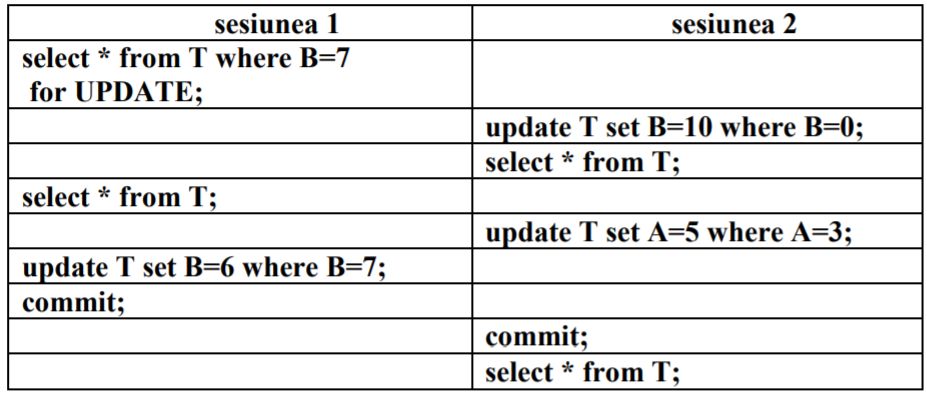 sesiunea 1 sesiunea 2
select * from T where B=7
for UPDATE;
update T set B=10 where B=0;
select * from T;
select * from T;
update T set A=5 where A=3;
update T set B=6 where B=7;
commit;
commit;
select * from T;